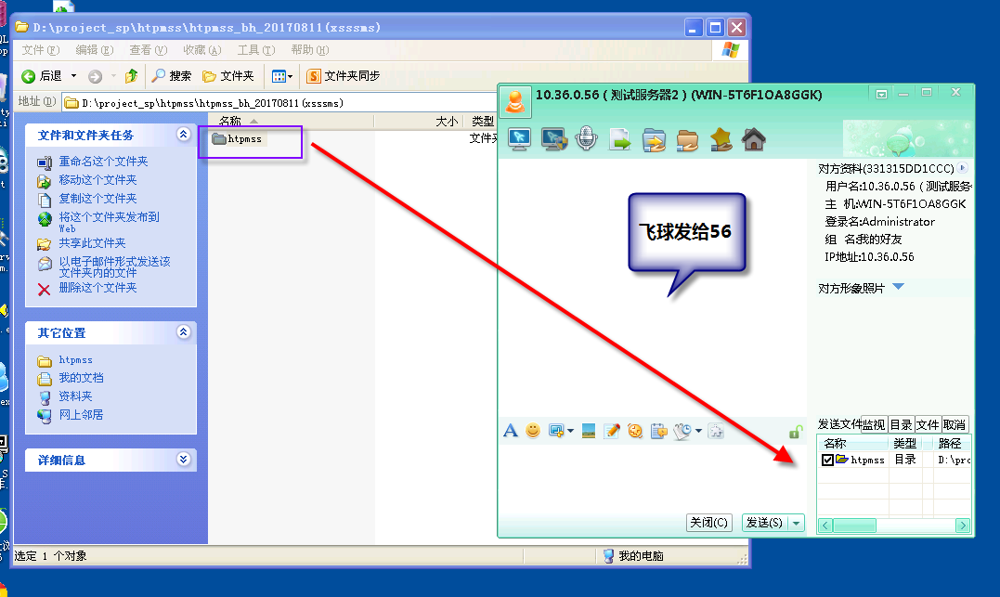 D:\project_sp\htpmss\htpmss_bh_20170811(xsssms)
文件(F) 编辑(E) 查看(V) 收藏(A) 工具(T) 帮助(H)
后退 搜索 文件夹 文件夹同步
地址(D) D:\project_sp\htpmss\htpmss_bh_20170811(xsssms)
名称 大小 类型
htpmss
文件和文件夹任务
重命名这个文件夹
移动这个文件夹
复制这个文件夹
将这个文件夹发布到
Web
共享此文件夹
以电子邮件形式发送该
文件夹内的文件
删除这个文件夹
其它位置
htpmss
我的文档
资料夹
网上邻居
详细信息
选定 1 个对象
我的电脑
10.36.0.56 ( 测试服务器2 ) (WIN-5T6F1OA8GGK)
飞球发给56
对方资料(331315DD1CCC)
用户名:10.36.0.56 ( 测试服务
主 机:WIN-5T6F1OA8GGK
登录名:Administrator
组 名:我的好友
IP地址:10.36.0.56
对方形象照片
发送文件监视 目录 文件 取消
名称 类型 路径
htpmss 目录 D:\pro
关闭(C) 发送(S)